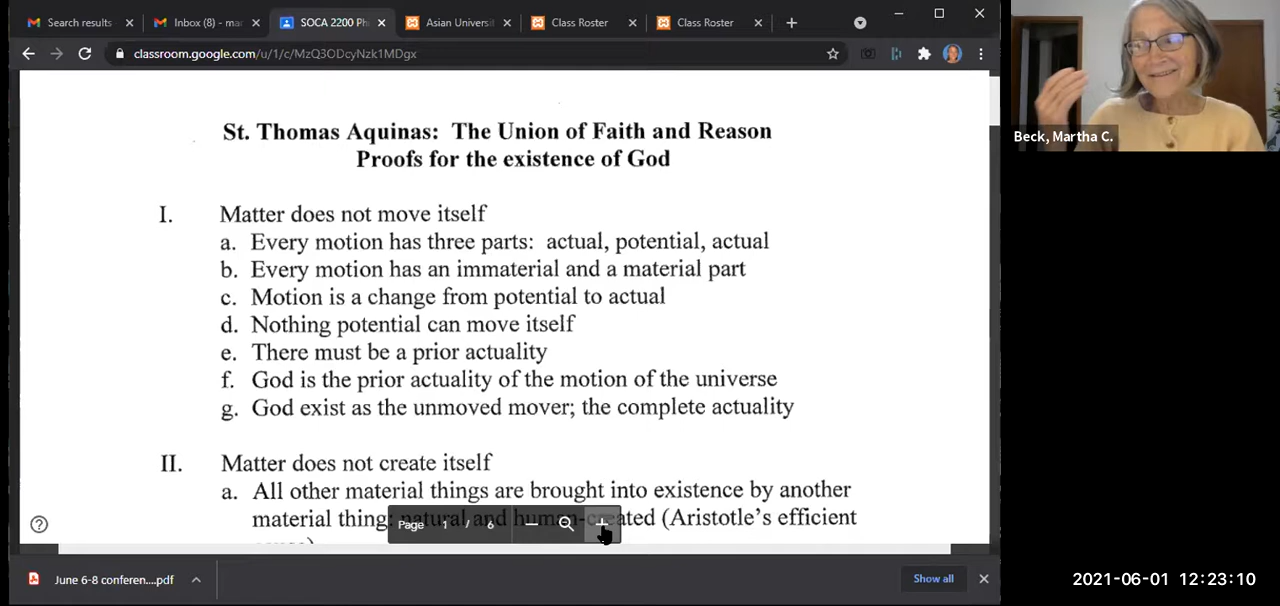 Search results
Inbox (8) - ma
SOCA 2200 Ph
Asian Universit
Class Roster
Class Roster
classroom.google.com/u/1/c/MzQ3ODcyNzk1MDgx
Beck, Martha C.
St. Thomas Aquinas: The Union of Faith and Reason
Proofs for the existence of God
I. Matter does not move itself
a. Every motion has three parts: actual, potential, actual
b. Every motion has an immaterial and a material part
c. Motion is a change from potential to actual
d. Nothing potential can move itself
e. There must be a prior actuality
f. God is the prior actuality of the motion of the universe
g. God exist as the unmoved mover; the complete actuality
II. Matter does not create itself
a. All other material things are brought into existence by another
material thing: natural and human-created (Aristotle's efficient
Page 1 / 6
June 6-8 conferen....pdf
Show all
2021-06-01 12:23:10